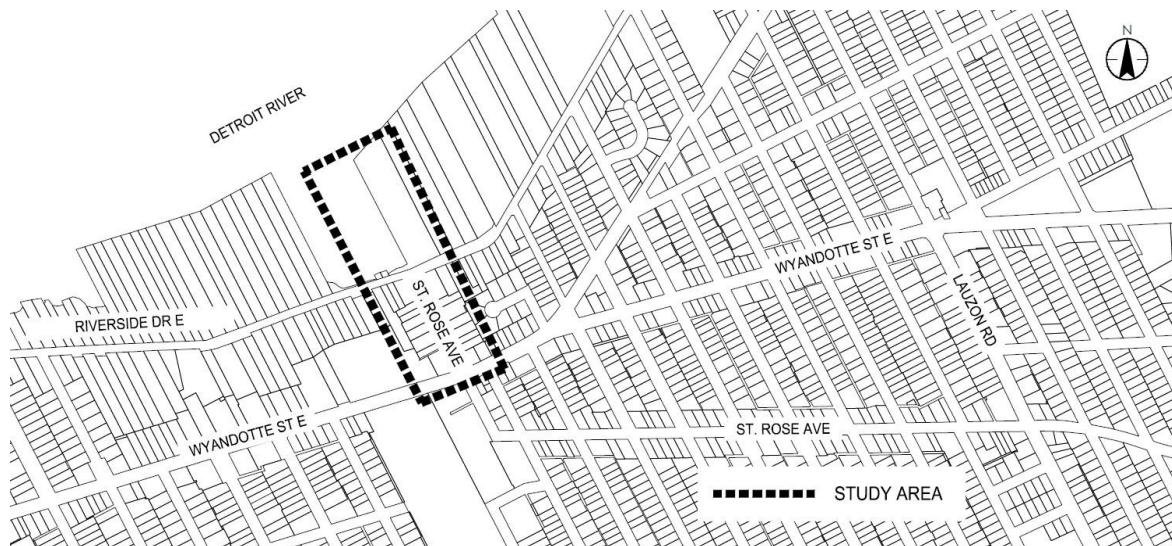 N
DETROIT RIVER
WYANDOTTE ST E
RIVERSIDE DR E
ST. ROSE AVE
LAUZON RD
WYANDOTTE ST E
ST. ROSE AVE
STUDY AREA